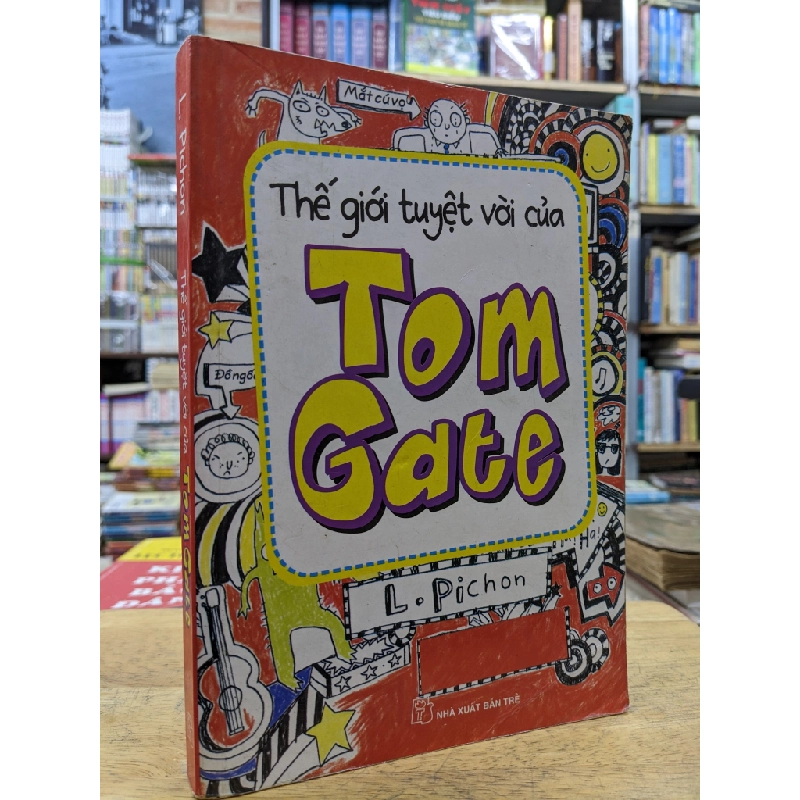 Mắt cú vọ
Thế giới tuyệt vời của
Tom
Gate
L. Pichon
NHÀ XUẤT BẢN TRẺ
Ha!
L. Pichon Thế giới tuyệt vời của Tom Gate